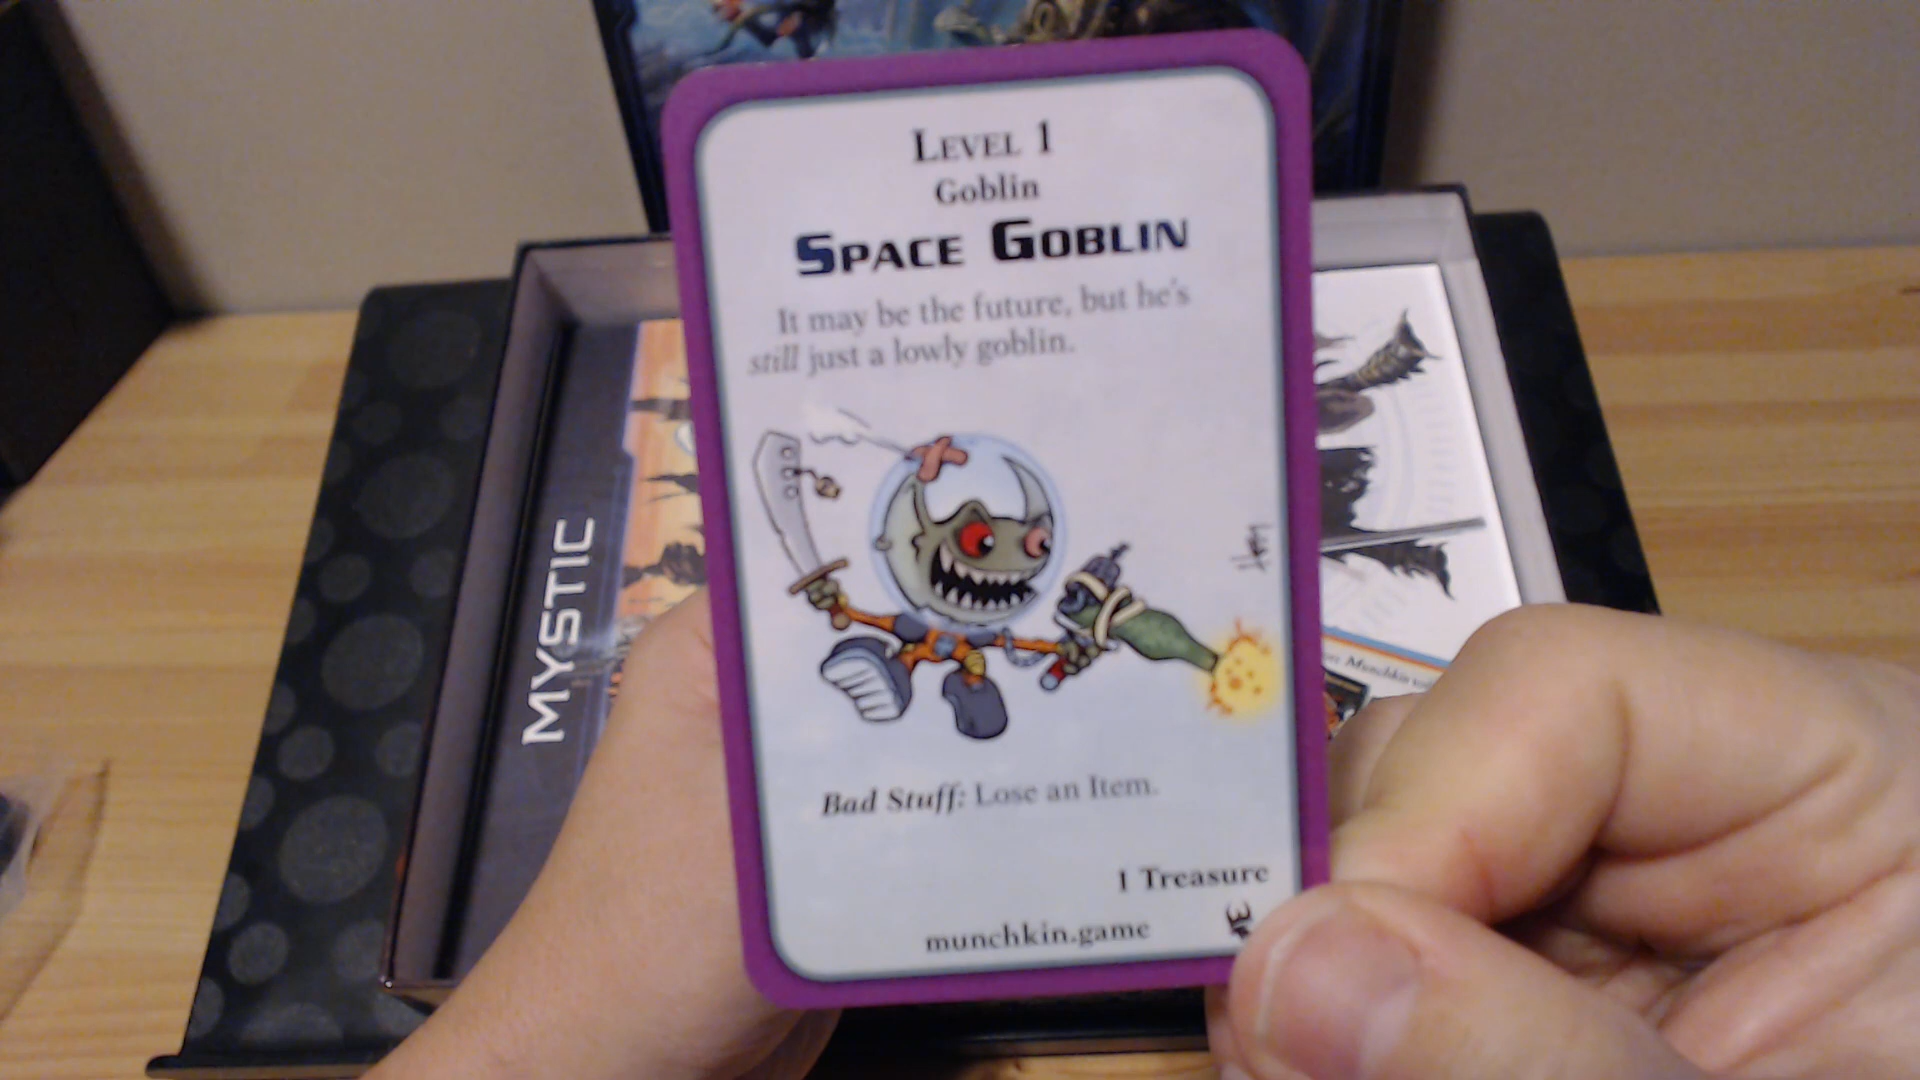 LEVEL 1
Goblin
SPACE GOBLIN
It may be the future, but he's
still just a lowly goblin.
Bad Stuff: Lose an Item.
1 Treasure
munchkin.game
MYSTIC
Munchkin